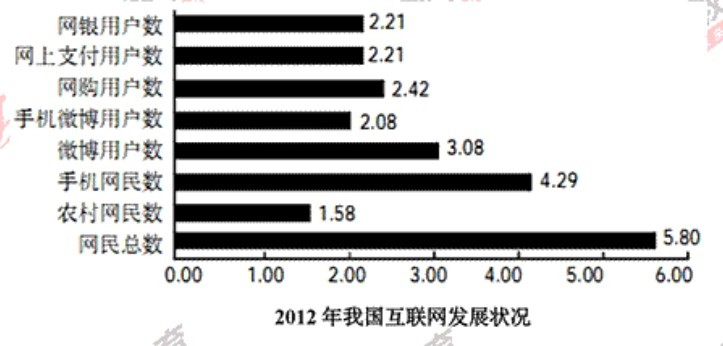 网银用户数 2.21
网上支付用户数 2.21
网购用户数 2.42
手机微博用户数 2.08
微博用户数 3.08
手机网民数 4.29
农村网民数 1.58
网民总数 5.80
0.00 1.00 2.00 3.00 4.00 5.00 6.00
2012 年我国互联网发展状况